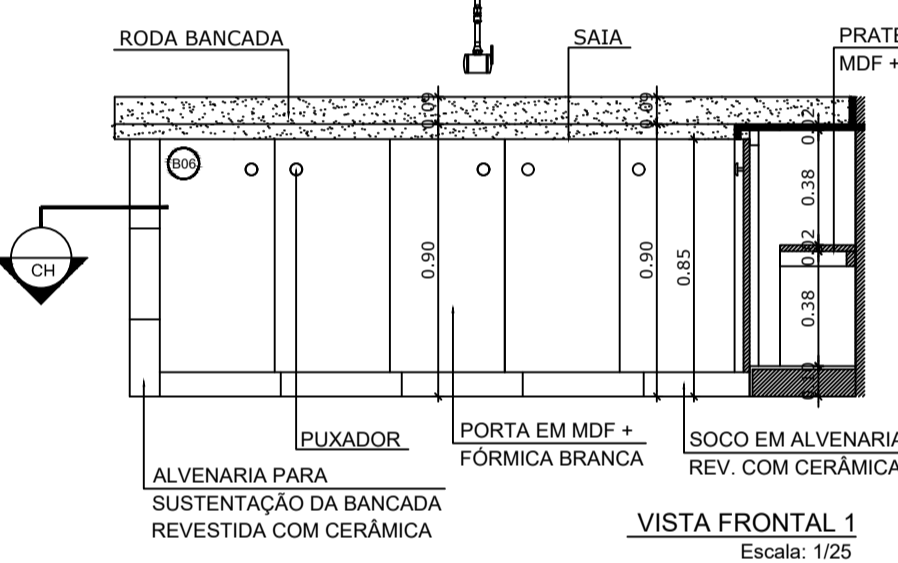 RODA BANCADA
SAIA
PRATE
MDF +
0.09
0.09
0.02
B06
0.38
0.90
0.90
0.85
0.02
CH
0.38
0.10
PUXADOR
PORTA EM MDF +
FÓRMICA BRANCA
SOCO EM ALVENARIA
REV. COM CERÂMICA
ALVENARIA PARA
SUSTENTAÇÃO DA BANCADA
REVESTIDA COM CERÂMICA
VISTA FRONTAL 1
Escala: 1/25